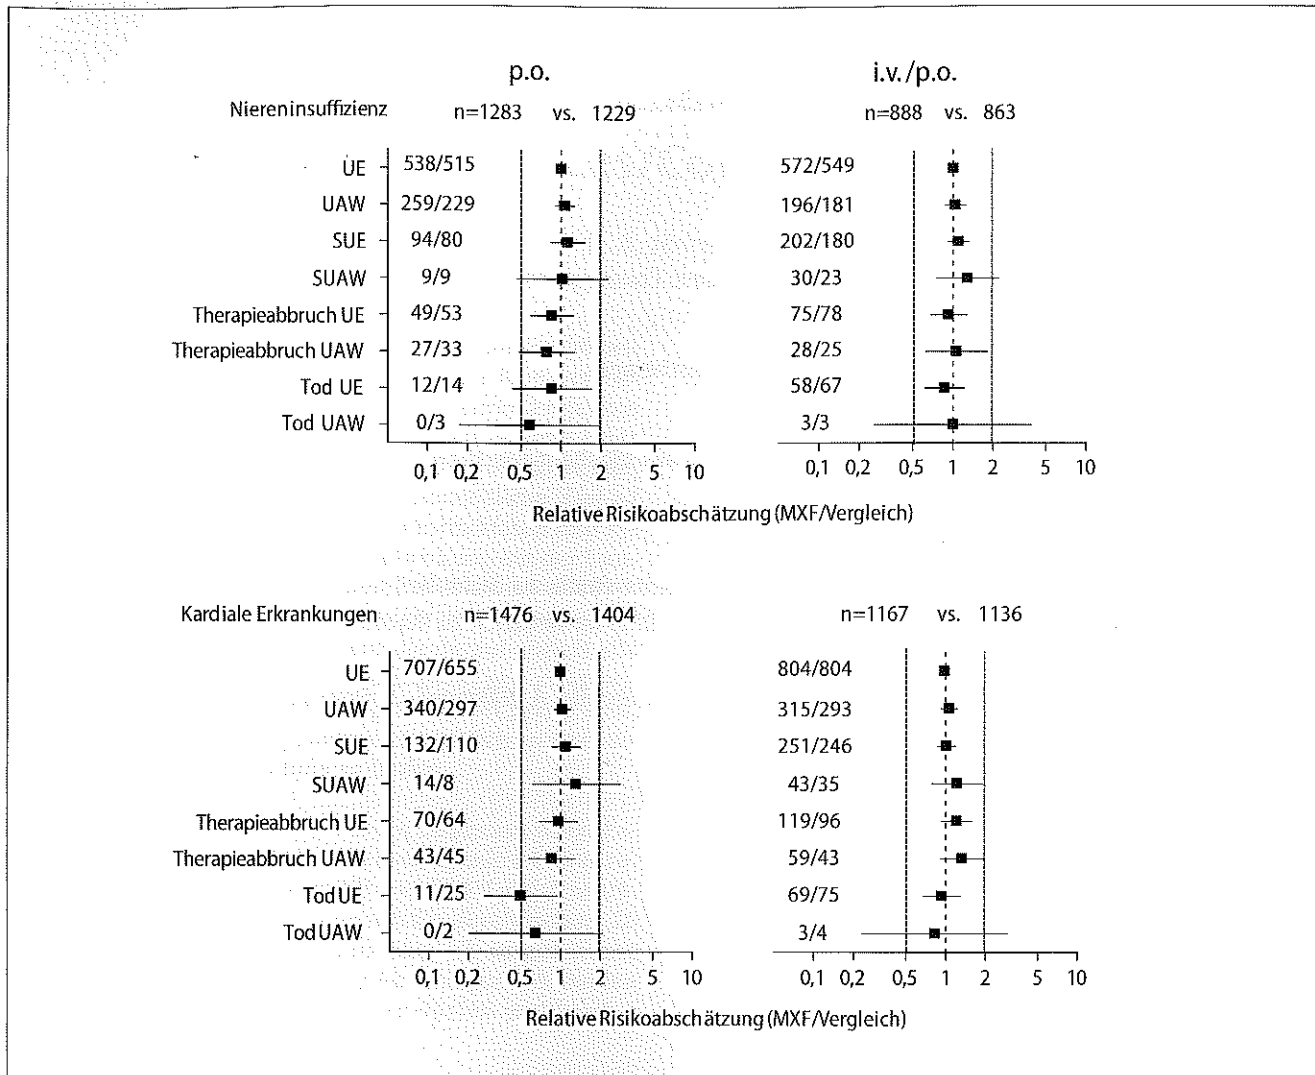 p.o. i.v./p.o.
Niereninsuffizienz n=1283 vs. 1229 n=888 vs. 863
UE 538/515 572/549
UAW 259/229 196/181
SUE 94/80 202/180
SUAW 9/9 30/23
Therapieabbruch UE 49/53 75/78
Therapieabbruch UAW 27/33 28/25
Tod UE 12/14 58/67
Tod UAW 0/3 3/3
0,1 0,2 0,5 1 2 5 10 0,1 0,2 0,5 1 2 5 10
Relative Risikoabschätzung (MXF/Vergleich)
Kardiale Erkrankungen n=1476 vs. 1404 n=1167 vs. 1136
UE 707/655 804/804
UAW 340/297 315/293
SUE 132/110 251/246
SUAW 14/8 43/35
Therapieabbruch UE 70/64 119/96
Therapieabbruch UAW 43/45 59/43
Tod UE 11/25 69/75
Tod UAW 0/2 3/4
0,1 0,2 0,5 1 2 5 10 0,1 0,2 0,5 1 2 5 10
Relative Risikoabschätzung (MXF/Vergleich)